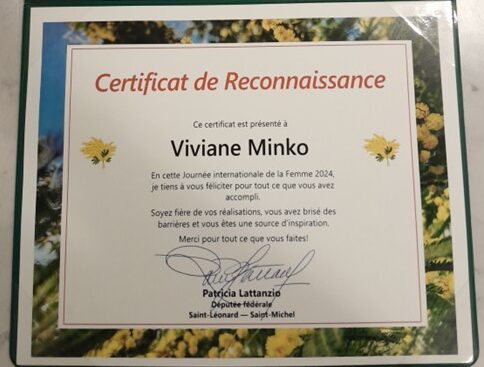 Certificat de Reconnaissance
Ce certificat est présenté à
Viviane Minko
En cette Journée internationale de la Femme 2024,
je tiens à vous féliciter pour tout ce que vous avez
accompli.
Soyez fière de vos réalisations, vous avez brisé des
barrières et vous êtes une source d'inspiration.
Merci pour tout ce que vous faites!
Patricia Lattanzio
Députée fédérale
Saint-Léonard — Saint-Michel